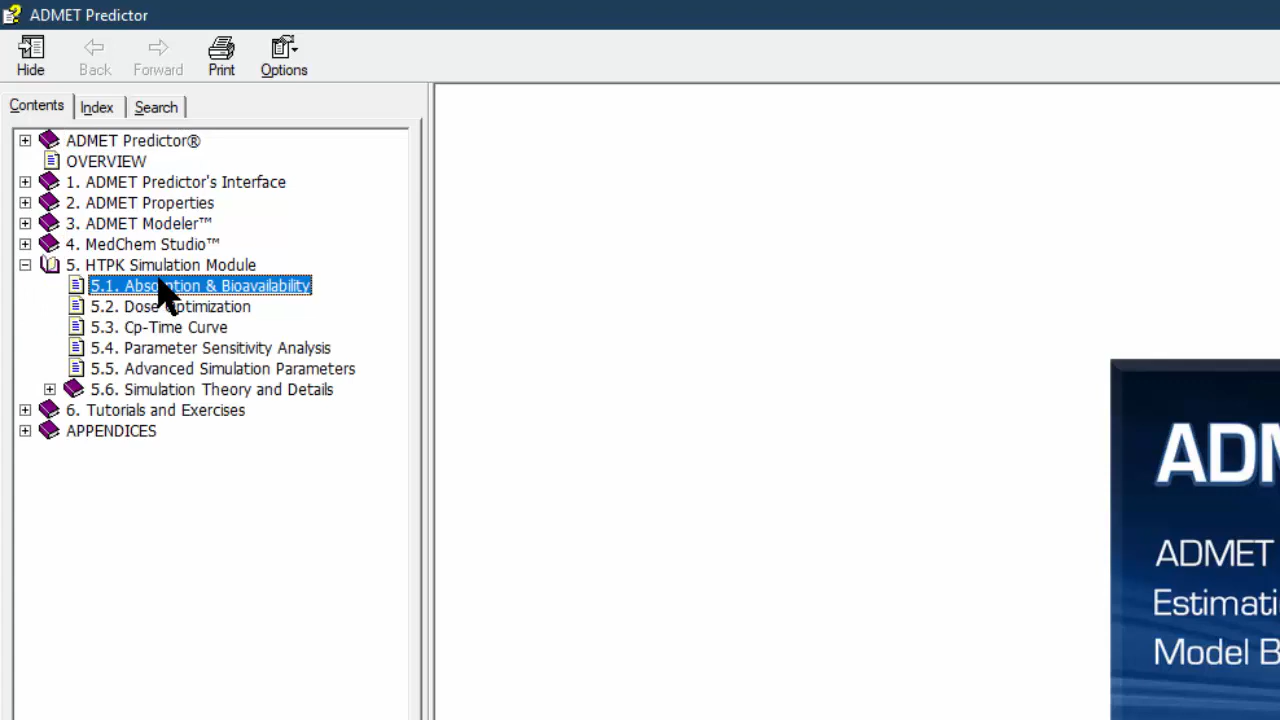 ADMET Predictor
Hide Back Forward Print Options
Contents Index Search
ADMET Predictor®
OVERVIEW
1. ADMET Predictor's Interface
2. ADMET Properties
3. ADMET Modeler™
4. MedChem Studio™
5. HTPK Simulation Module
5.1. Absorption & Bioavailability
5.2. Dose Optimization
5.3. Cp-Time Curve
5.4. Parameter Sensitivity Analysis
5.5. Advanced Simulation Parameters
5.6. Simulation Theory and Details
6. Tutorials and Exercises
APPENDICES
ADM
ADMET
Estimati
Model B